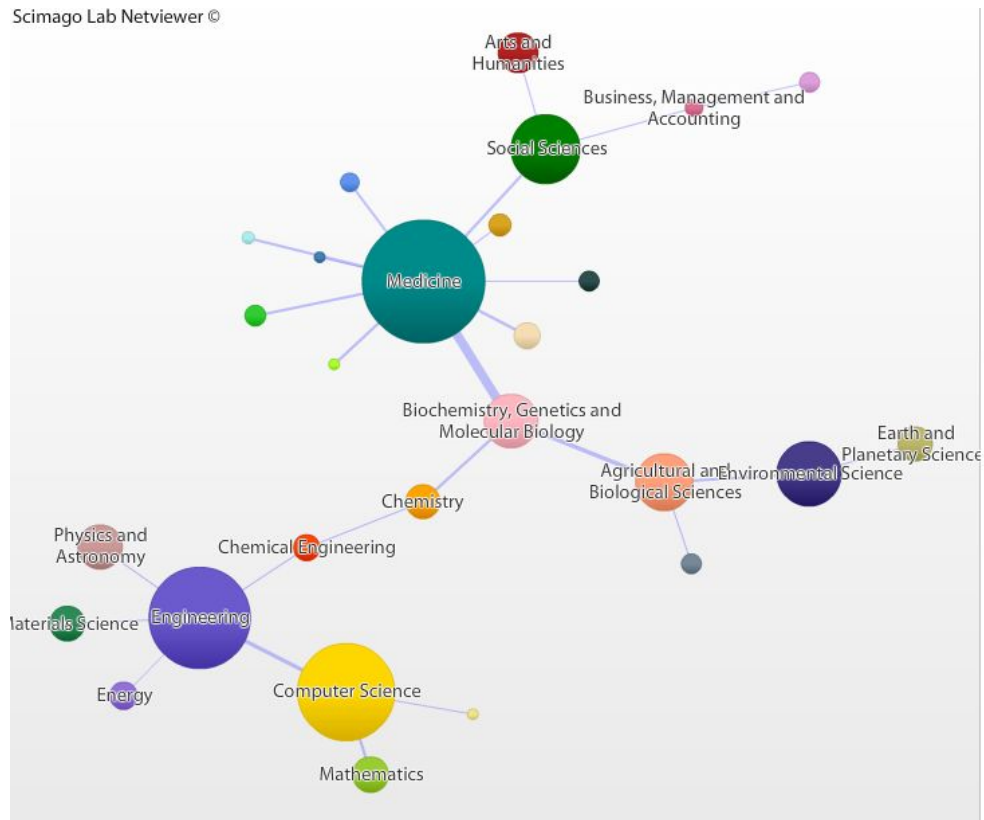 Scimago Lab Netviewer ©
Arts and
Humanities
Business, Management and
Accounting
Social Sciences
Medicine
Biochemistry, Genetics and
Molecular Biology
Earth and
Planetary Science
Agricultural and
Biological Sciences
Environmental Science
Chemistry
Chemical Engineering
Physics and
Astronomy
Engineering
aterials Science
Computer Science
Energy
Mathematics